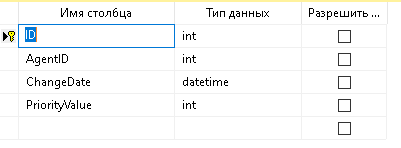 Имя столбца Тип данных Разрешить ...
ID int
AgentID int
ChangeDate datetime
PriorityValue int